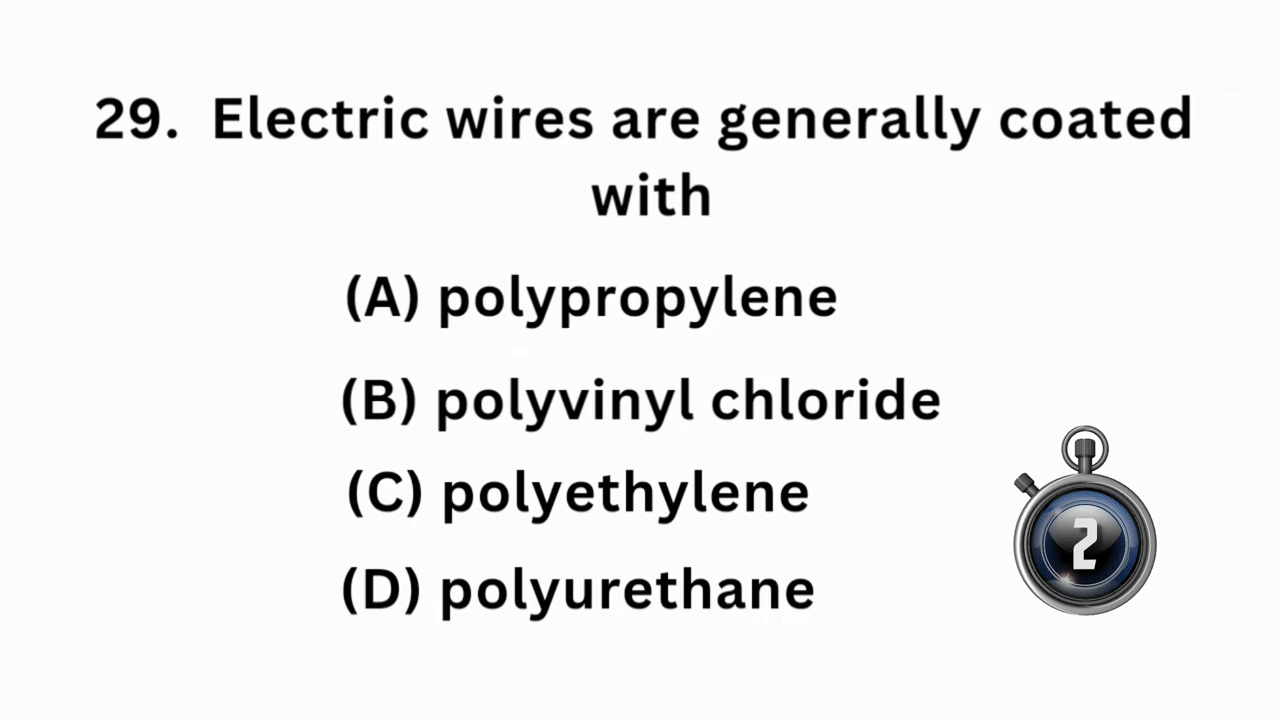 29. Electric wires are generally coated
with
(A) polypropylene
(B) polyvinyl chloride
(C) polyethylene
(D) polyurethane
2